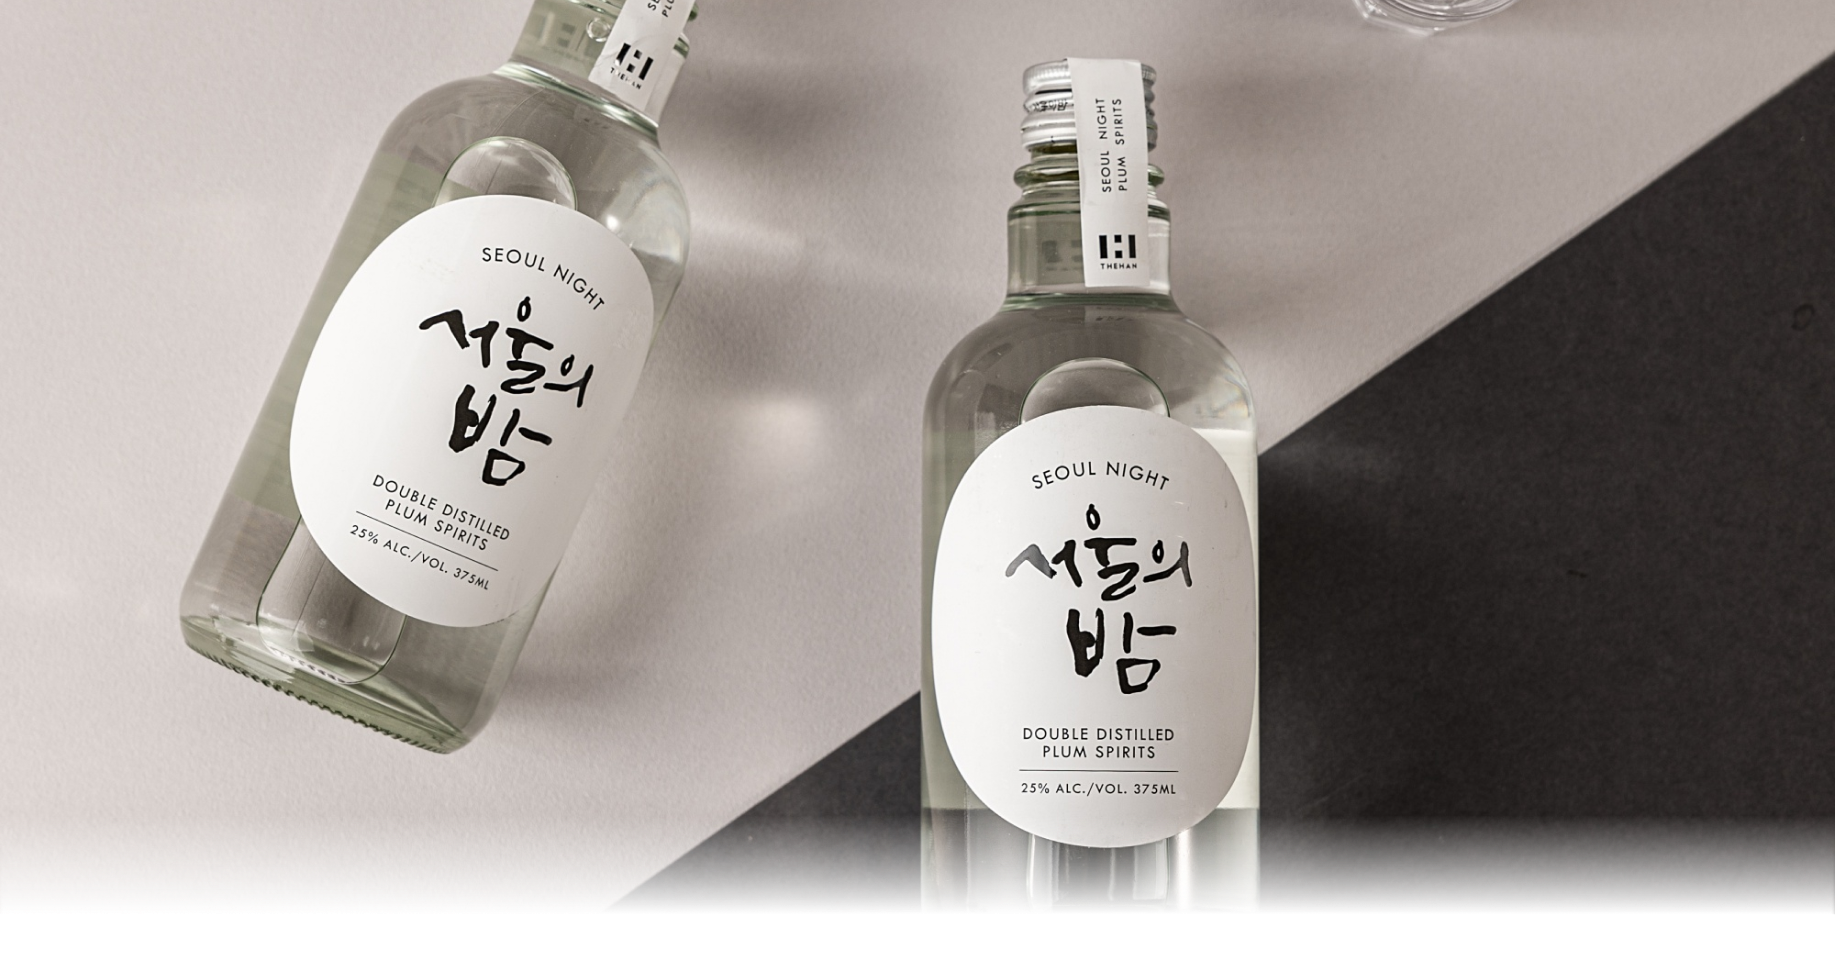 THEHAN
SEOUL NIGHT
서울의
밤
DOUBLE DISTILLED
PLUM SPIRITS
25% ALC./VOL. 375ML
SEOUL NIGHT
PLUM SPIRITS
THEHAN
SEOUL NIGHT
서울의
밤
DOUBLE DISTILLED
PLUM SPIRITS
25% ALC./VOL. 375ML